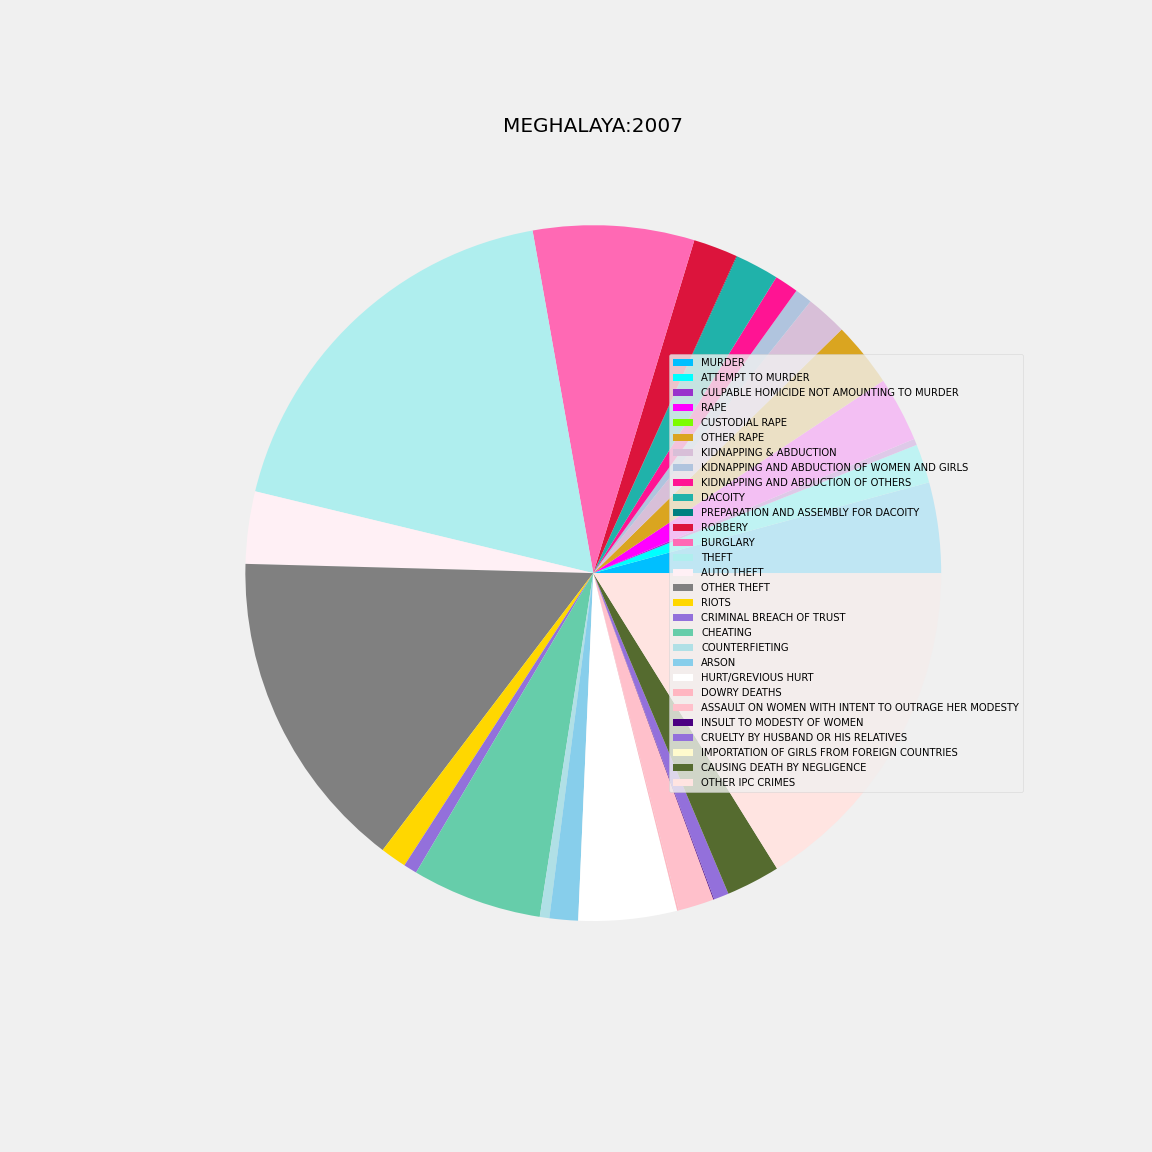 MEGHALAYA:2007
MURDER
ATTEMPT TO MURDER
CULPABLE HOMICIDE NOT AMOUNTING TO MURDER
RAPE
CUSTODIAL RAPE
OTHER RAPE
KIDNAPPING & ABDUCTION
KIDNAPPING AND ABDUCTION OF WOMEN AND GIRLS
KIDNAPPING AND ABDUCTION OF OTHERS
DACOITY
PREPARATION AND ASSEMBLY FOR DACOITY
ROBBERY
BURGLARY
THEFT
AUTO THEFT
OTHER THEFT
RIOTS
CRIMINAL BREACH OF TRUST
CHEATING
COUNTERFIETING
ARSON
HURT/GREVIOUS HURT
DOWRY DEATHS
ASSAULT ON WOMEN WITH INTENT TO OUTRAGE HER MODESTY
INSULT TO MODESTY OF WOMEN
CRUELTY BY HUSBAND OR HIS RELATIVES
IMPORTATION OF GIRLS FROM FOREIGN COUNTRIES
CAUSING DEATH BY NEGLIGENCE
OTHER IPC CRIMES